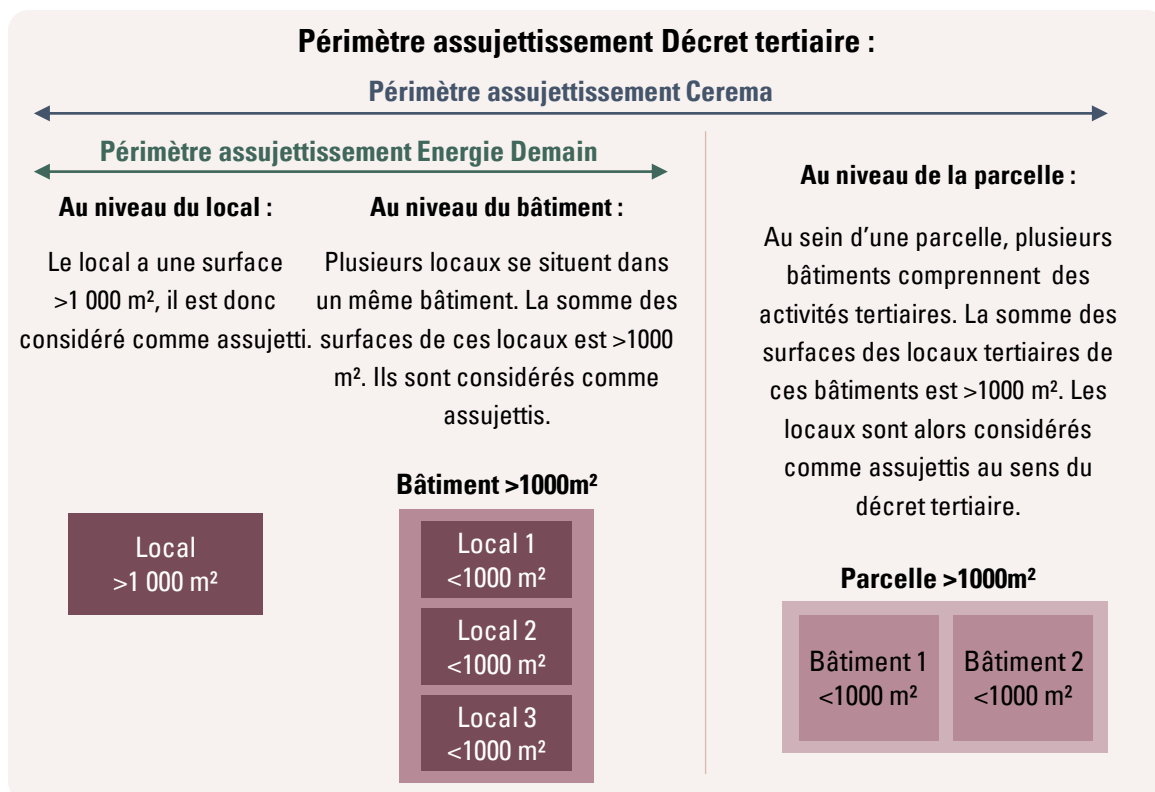 Périmètre assujettissement Décret tertiaire :
Périmètre assujettissement Cerema
Périmètre assujettissement Energie Demain
Au niveau du local :
Le local a une surface
>1 000 m², il est donc
considéré comme assujetti.
Au niveau du bâtiment :
Plusieurs locaux se situent dans
un même bâtiment. La somme des
surfaces de ces locaux est >1000
m². Ils sont considérés comme
assujettis.
Au niveau de la parcelle :
Au sein d’une parcelle, plusieurs
bâtiments comprennent des
activités tertiaires. La somme des
surfaces des locaux tertiaires de
ces bâtiments est >1000 m². Les
locaux sont alors considérés
comme assujettis au sens du
décret tertiaire.
Local
>1 000 m²
Bâtiment >1000m²
Local 1
<1000 m²
Local 2
<1000 m²
Local 3
<1000 m²
Parcelle >1000m²
Bâtiment 1
<1000 m²
Bâtiment 2
<1000 m²